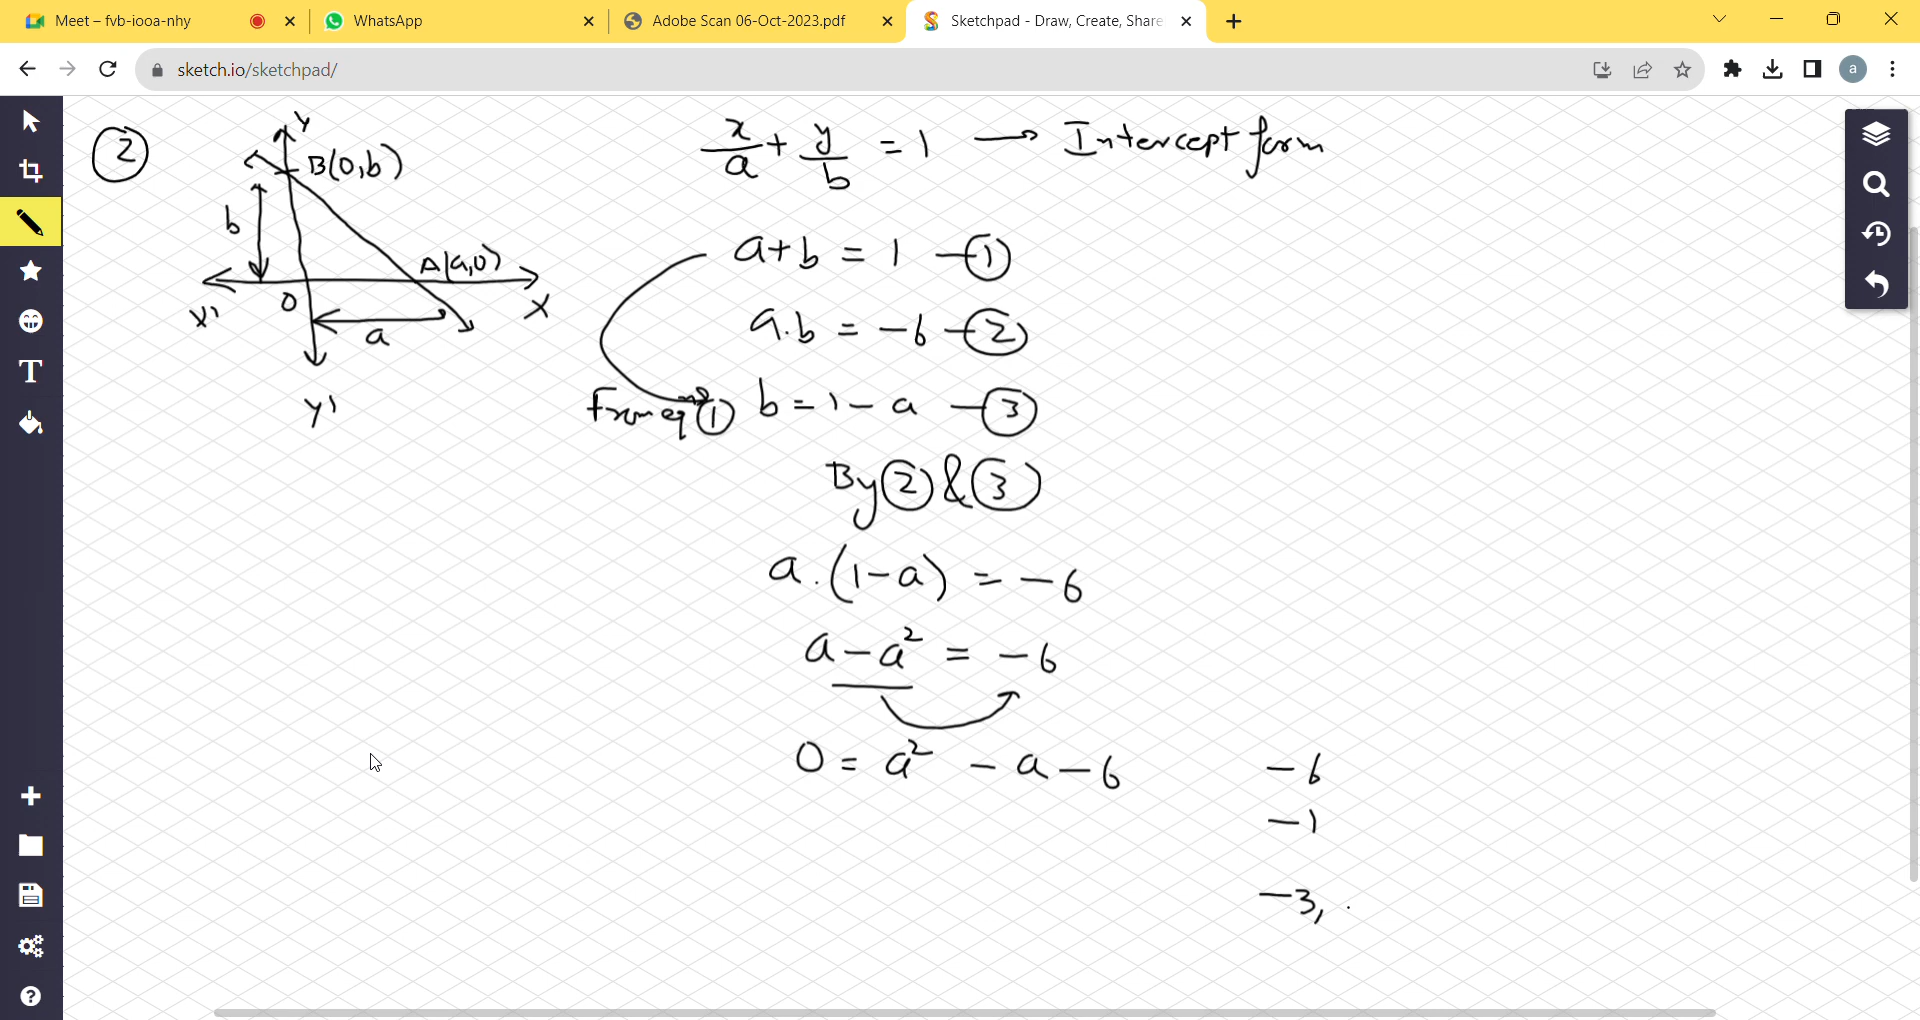 Meet – fvb-iooa-nhy
WhatsApp
Adobe Scan 06-Oct-2023.pdf
Sketchpad - Draw, Create, Share
sketch.io/sketchpad/
a
2
Y
B(0,b)
b
A(a,0)
X'
O
X
a
Y'
x/a + y/b = 1 → Intercept form
a+b = 1 —①
a.b = -6 —②
From eqⁿ① b = 1 - a —③
By ② & ③
a.(1-a) = -6
a-a² = -6
0 = a² - a - 6
-6
-1
-3, .
T